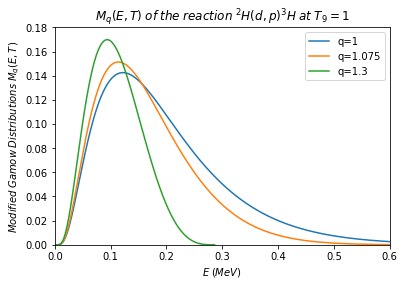 M_q(E, T) of the reaction ²H(d, p)³H at T₉ = 1
Modified Gamow Distributions M_q(E, T)
0.18
0.16
0.14
0.12
0.10
0.08
0.06
0.04
0.02
0.00
q=1
q=1.075
q=1.3
0.0 0.1 0.2 0.3 0.4 0.5 0.6
E (MeV)